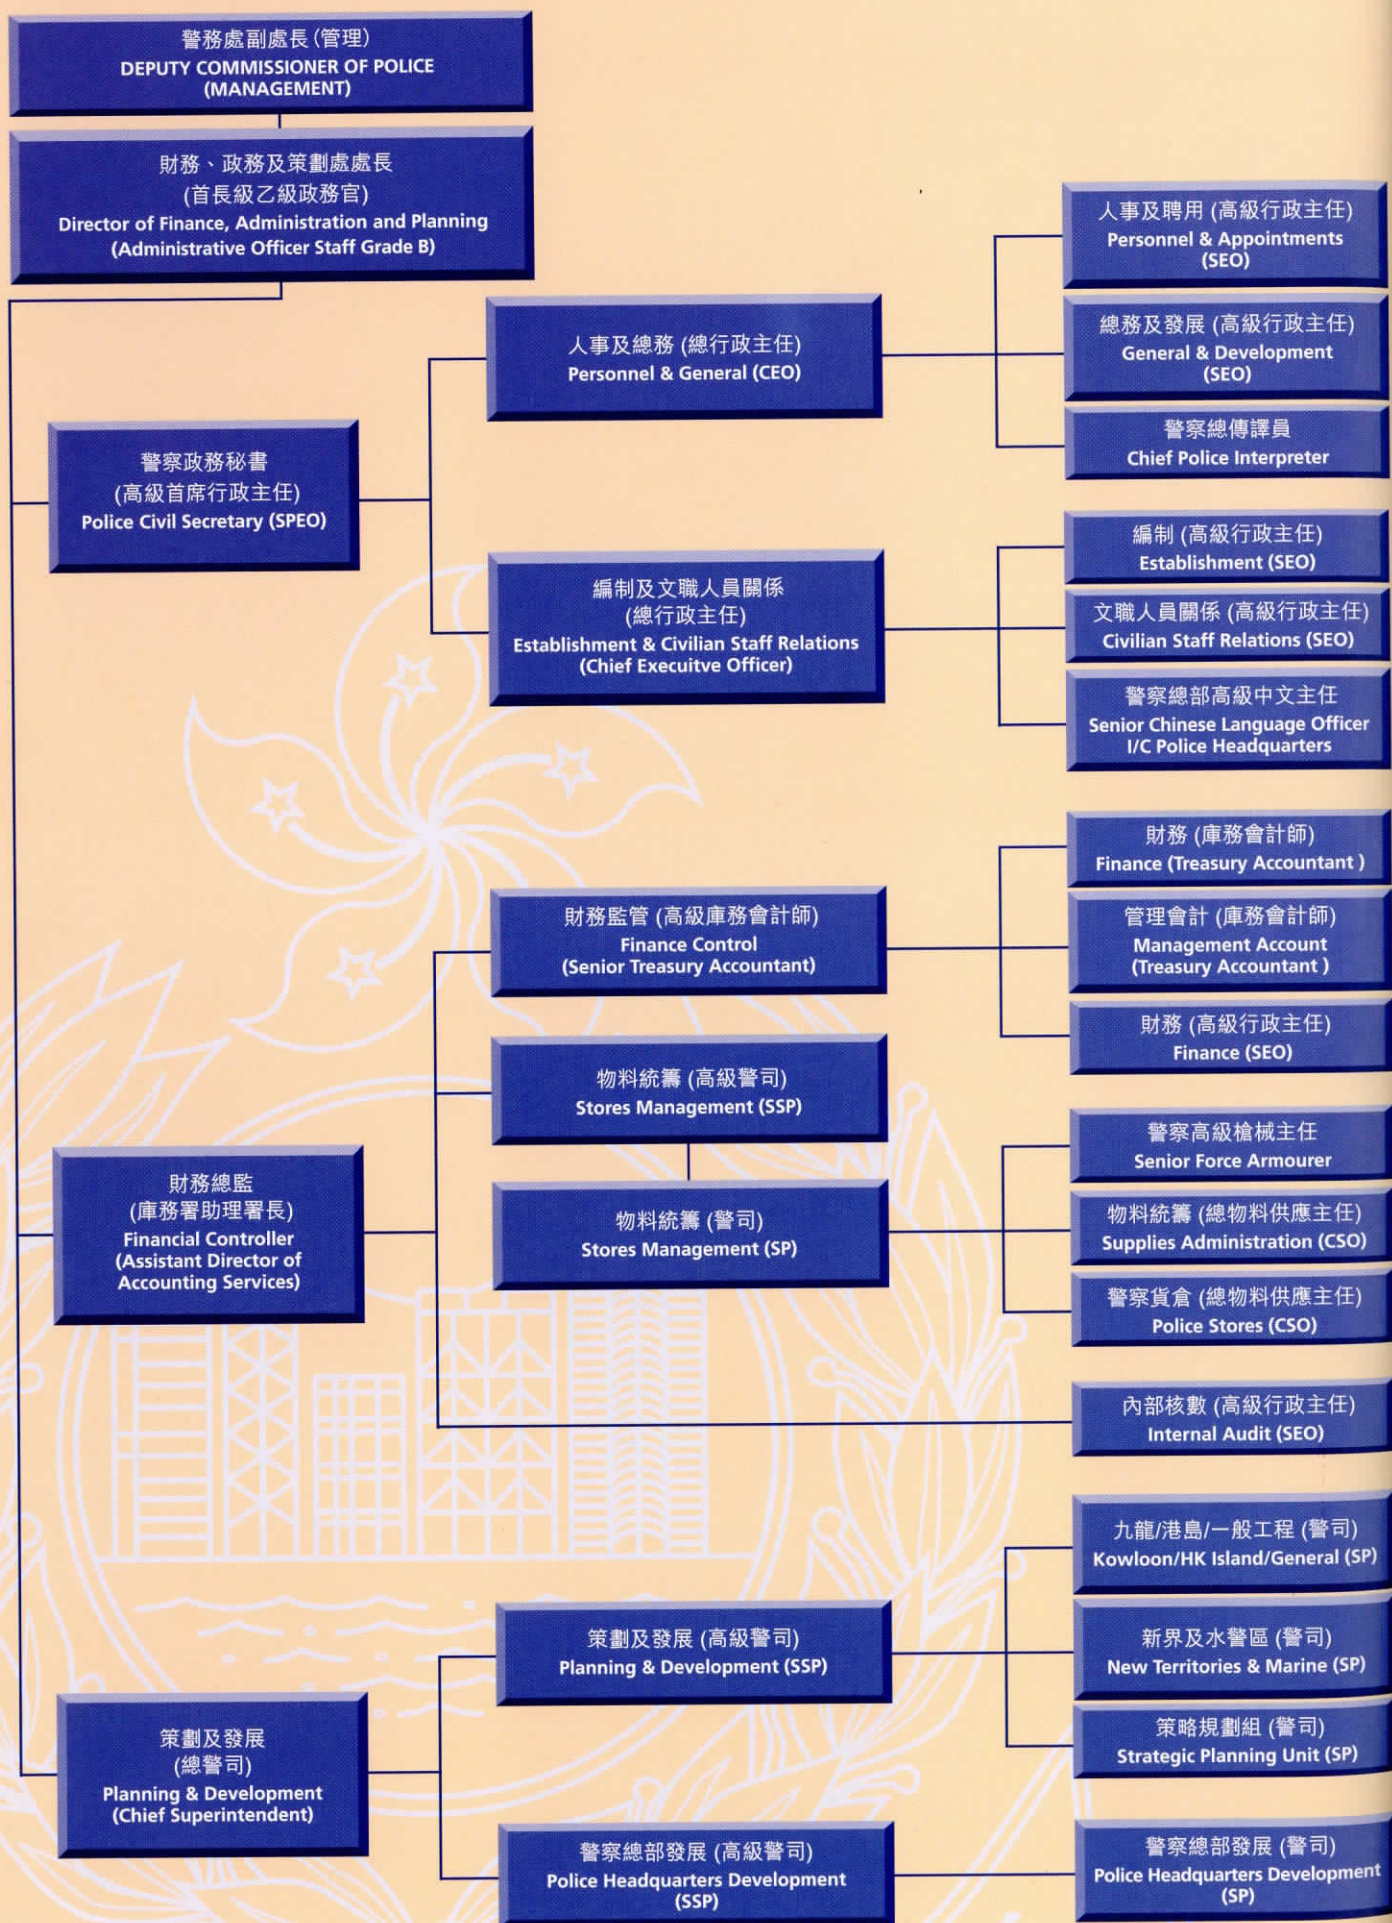 警務處副處長(管理)
DEPUTY COMMISSIONER OF POLICE
(MANAGEMENT)
財務、政務及策劃處處長
(首長級乙級政務官)
Director of Finance, Administration and Planning
(Administrative Officer Staff Grade B)
警察政務秘書
(高級首席行政主任)
Police Civil Secretary (SPEO)
人事及總務 (總行政主任)
Personnel & General (CEO)
人事及聘用 (高級行政主任)
Personnel & Appointments
(SEO)
總務及發展 (高級行政主任)
General & Development
(SEO)
警察總傳譯員
Chief Police Interpreter
編制及文職人員關係
(總行政主任)
Establishment & Civilian Staff Relations
(Chief Execuitve Officer)
編制 (高級行政主任)
Establishment (SEO)
文職人員關係 (高級行政主任)
Civilian Staff Relations (SEO)
警察總部高級中文主任
Senior Chinese Language Officer
I/C Police Headquarters
財務總監
(庫務署助理署長)
Financial Controller
(Assistant Director of
Accounting Services)
財務監管 (高級庫務會計師)
Finance Control
(Senior Treasury Accountant)
財務 (庫務會計師)
Finance (Treasury Accountant )
管理會計 (庫務會計師)
Management Account
(Treasury Accountant )
財務 (高級行政主任)
Finance (SEO)
物料統籌 (高級警司)
Stores Management (SSP)
物料統籌 (警司)
Stores Management (SP)
警察高級槍械主任
Senior Force Armourer
物料統籌 (總物料供應主任)
Supplies Administration (CSO)
警察貨倉 (總物料供應主任)
Police Stores (CSO)
內部核數 (高級行政主任)
Internal Audit (SEO)
策劃及發展
(總警司)
Planning & Development
(Chief Superintendent)
策劃及發展 (高級警司)
Planning & Development (SSP)
九龍/港島/一般工程 (警司)
Kowloon/HK Island/General (SP)
新界及水警區 (警司)
New Territories & Marine (SP)
策略規劃組 (警司)
Strategic Planning Unit (SP)
警察總部發展 (高級警司)
Police Headquarters Development
(SSP)
警察總部發展 (警司)
Police Headquarters Development
(SP)